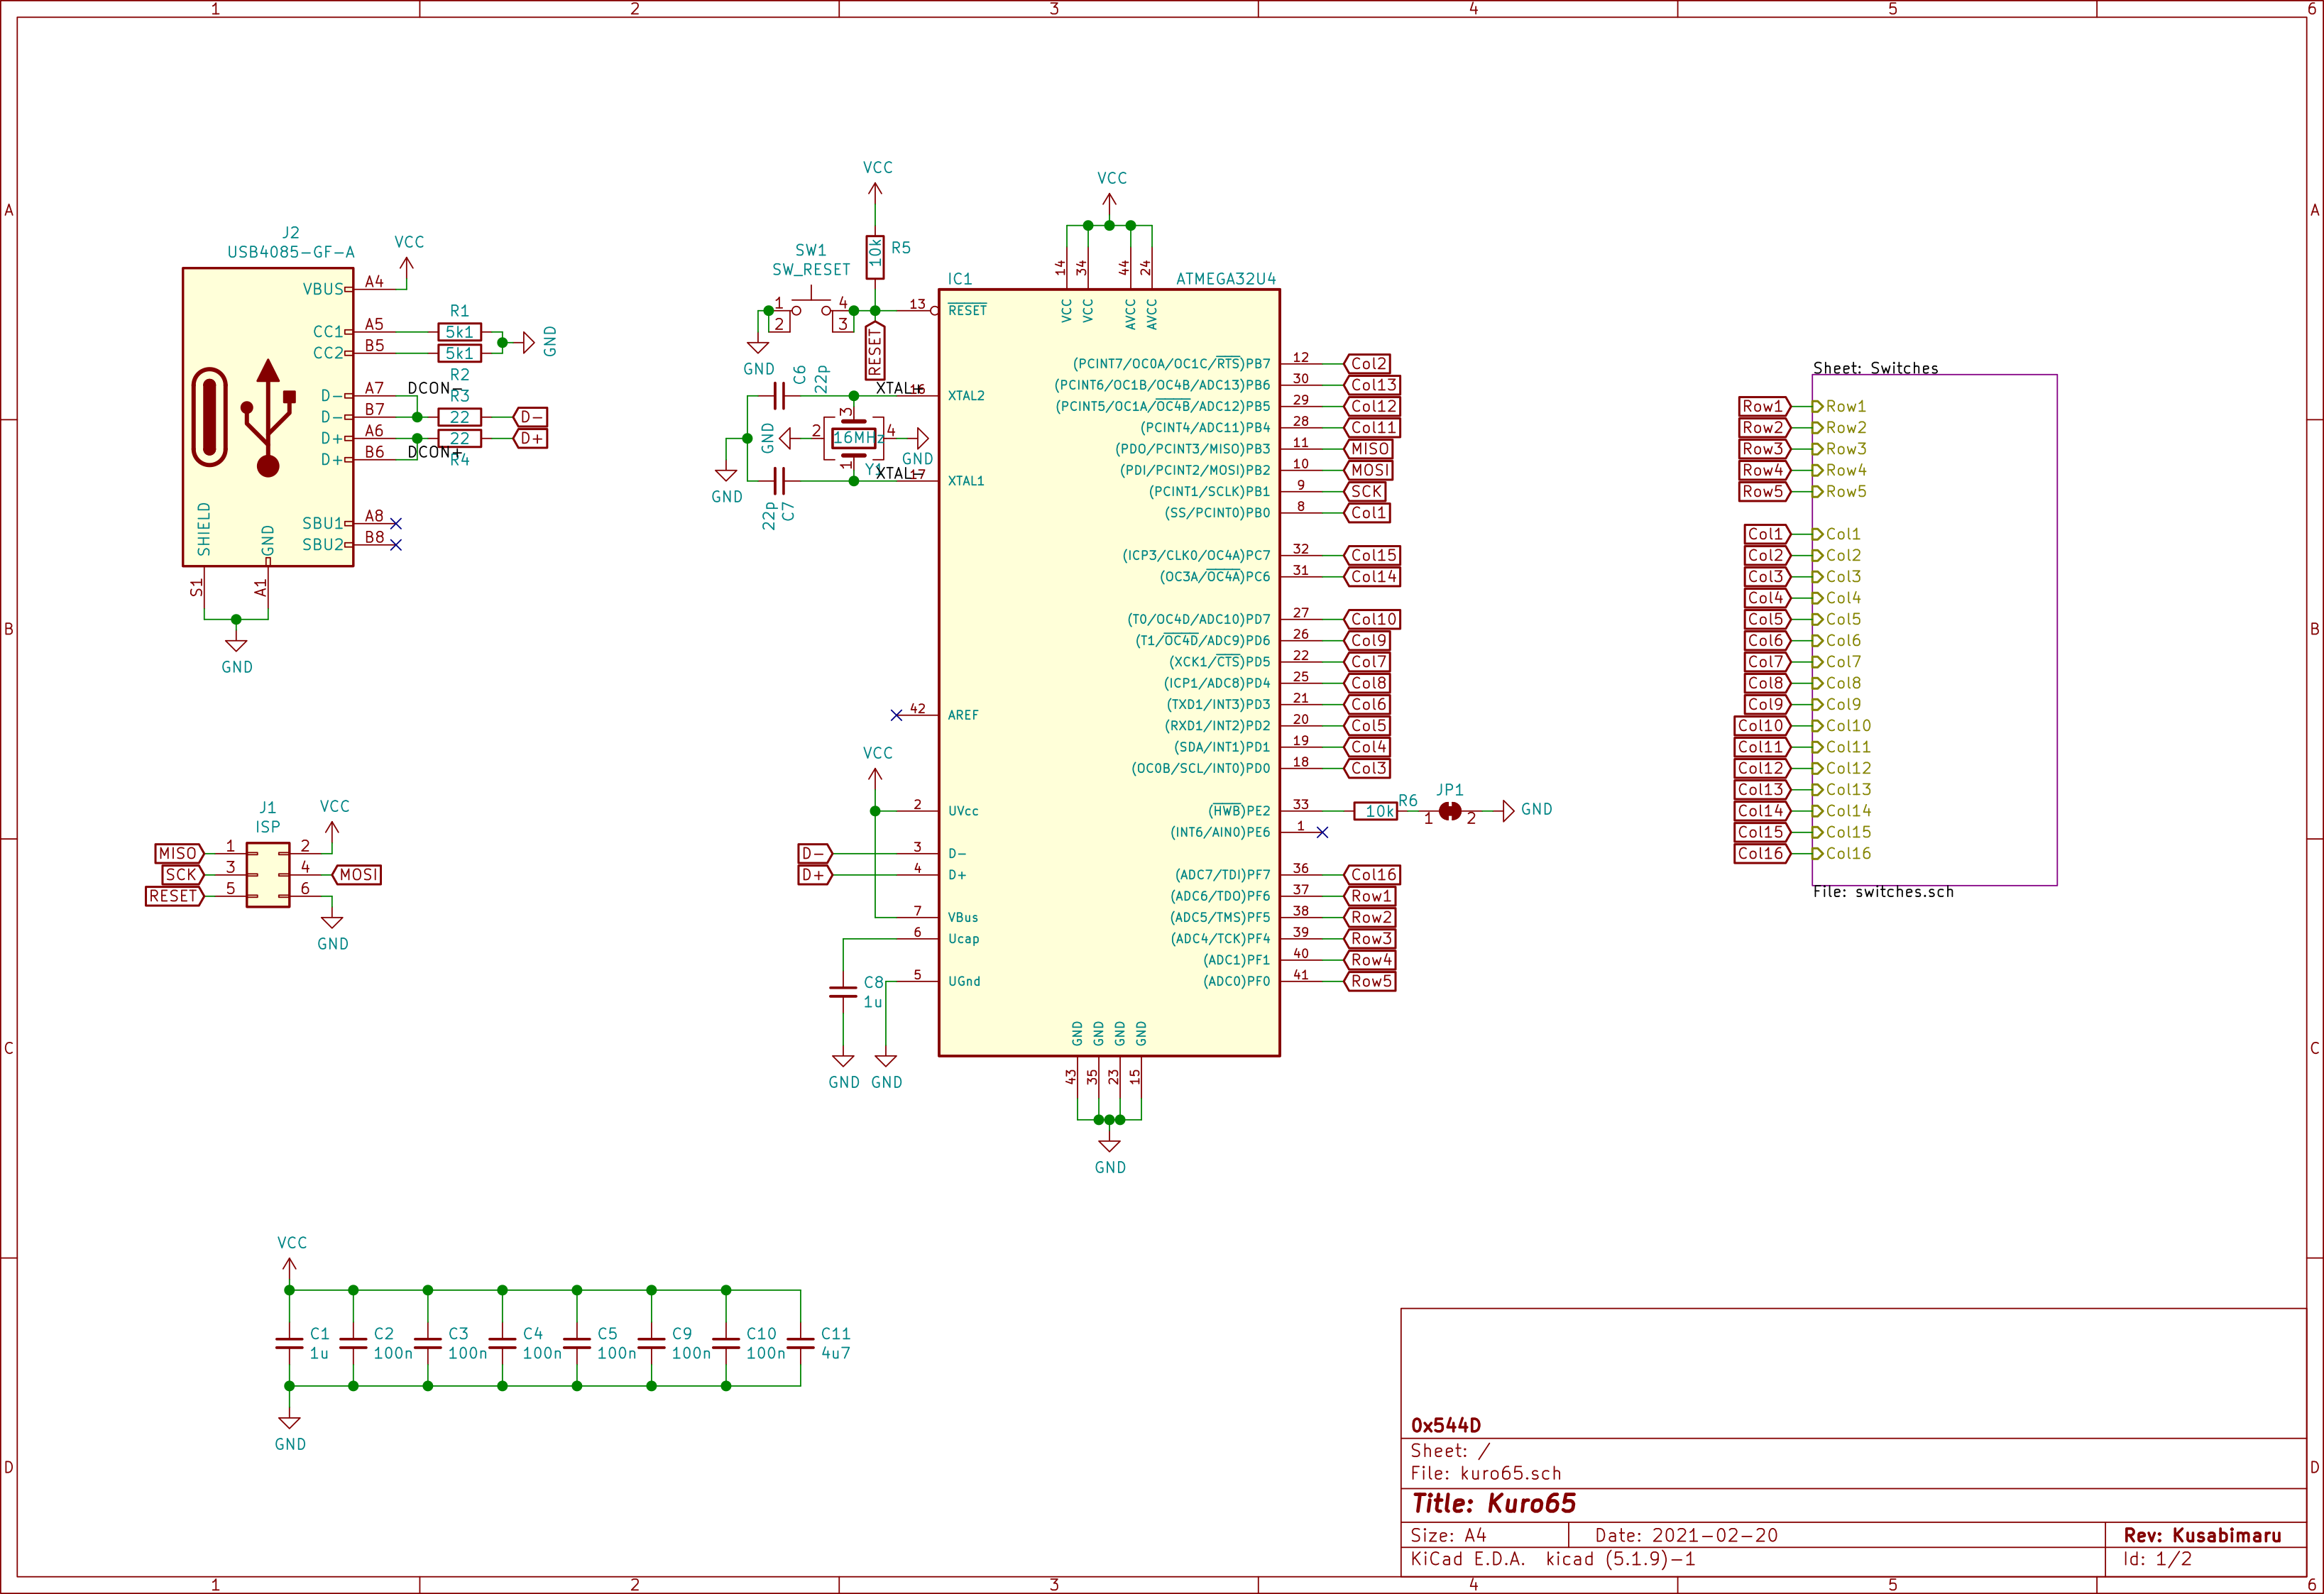 1 2 3 4 5 6
A
B
C
D
A
B
C
D
1 2 3 4 5 6
J2
USB4085-GF-A
VCC
VBUS A4
CC1 A5
CC2 B5
D- A7
D- B7
D+ A6
D+ B6
SBU1 A8
SBU2 B8
SHIELD
GND
S1
A1
GND
R1
5k1
5k1
R2
GND
DCON-
R3
22
22
DCON+
R4
D-
D+
J1
ISP
VCC
MISO 1 2
SCK 3 4 MOSI
RESET 5 6
GND
VCC
10k
R5
SW1
SW_RESET
1 4
2 3
GND
RESET
C6
22p
XTAL+
GND
2
3
16MHz
4
1
Y1
GND
XTAL-
GND
22p
C7
VCC
14 34 44 24
VCC VCC AVCC AVCC
IC1
ATMEGA32U4
13 RESET
16 XTAL2
17 XTAL1
42 AREF
VCC
2 UVcc
D- 3 D-
D+ 4 D+
7 VBus
6 Ucap
5 UGnd
C8
1u
GND
GND
GND GND GND GND
43 35 23 15
GND
(PCINT7/OC0A/OC1C/RTS)PB7 12 Col2
(PCINT6/OC1B/OC4B/ADC13)PB6 30 Col13
(PCINT5/OC1A/OC4B/ADC12)PB5 29 Col12
(PCINT4/ADC11)PB4 28 Col11
(PDO/PCINT3/MISO)PB3 11 MISO
(PDI/PCINT2/MOSI)PB2 10 MOSI
(PCINT1/SCLK)PB1 9 SCK
(SS/PCINT0)PB0 8 Col1
(ICP3/CLK0/OC4A)PC7 32 Col15
(OC3A/OC4A)PC6 31 Col14
(T0/OC4D/ADC10)PD7 27 Col10
(T1/OC4D/ADC9)PD6 26 Col9
(XCK1/CTS)PD5 22 Col7
(ICP1/ADC8)PD4 25 Col8
(TXD1/INT3)PD3 21 Col6
(RXD1/INT2)PD2 20 Col5
(SDA/INT1)PD1 19 Col4
(OC0B/SCL/INT0)PD0 18 Col3
(HWB)PE2 33
10k
R6
JP1
1 2
GND
(INT6/AIN0)PE6 1
(ADC7/TDI)PF7 36 Col16
(ADC6/TDO)PF6 37 Row1
(ADC5/TMS)PF5 38 Row2
(ADC4/TCK)PF4 39 Row3
(ADC1)PF1 40 Row4
(ADC0)PF0 41 Row5
Sheet: Switches
Row1 Row1
Row2 Row2
Row3 Row3
Row4 Row4
Row5 Row5
Col1 Col1
Col2 Col2
Col3 Col3
Col4 Col4
Col5 Col5
Col6 Col6
Col7 Col7
Col8 Col8
Col9 Col9
Col10 Col10
Col11 Col11
Col12 Col12
Col13 Col13
Col14 Col14
Col15 Col15
Col16 Col16
File: switches.sch
VCC
C1 C2 C3 C4 C5 C9 C10 C11
1u 100n 100n 100n 100n 100n 100n 4u7
GND
0x544D
Sheet: /
File: kuro65.sch
Title: Kuro65
Size: A4 Date: 2021-02-20 Rev: Kusabimaru
KiCad E.D.A. kicad (5.1.9)-1 Id: 1/2